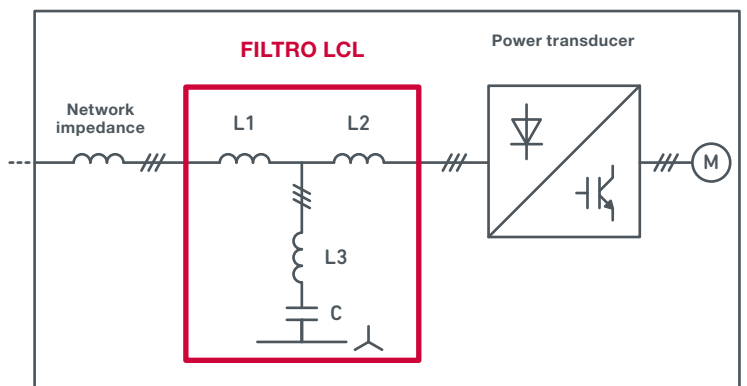 FILTRO LCL
Power transducer
Network
impedance
L1
L2
M
L3
C